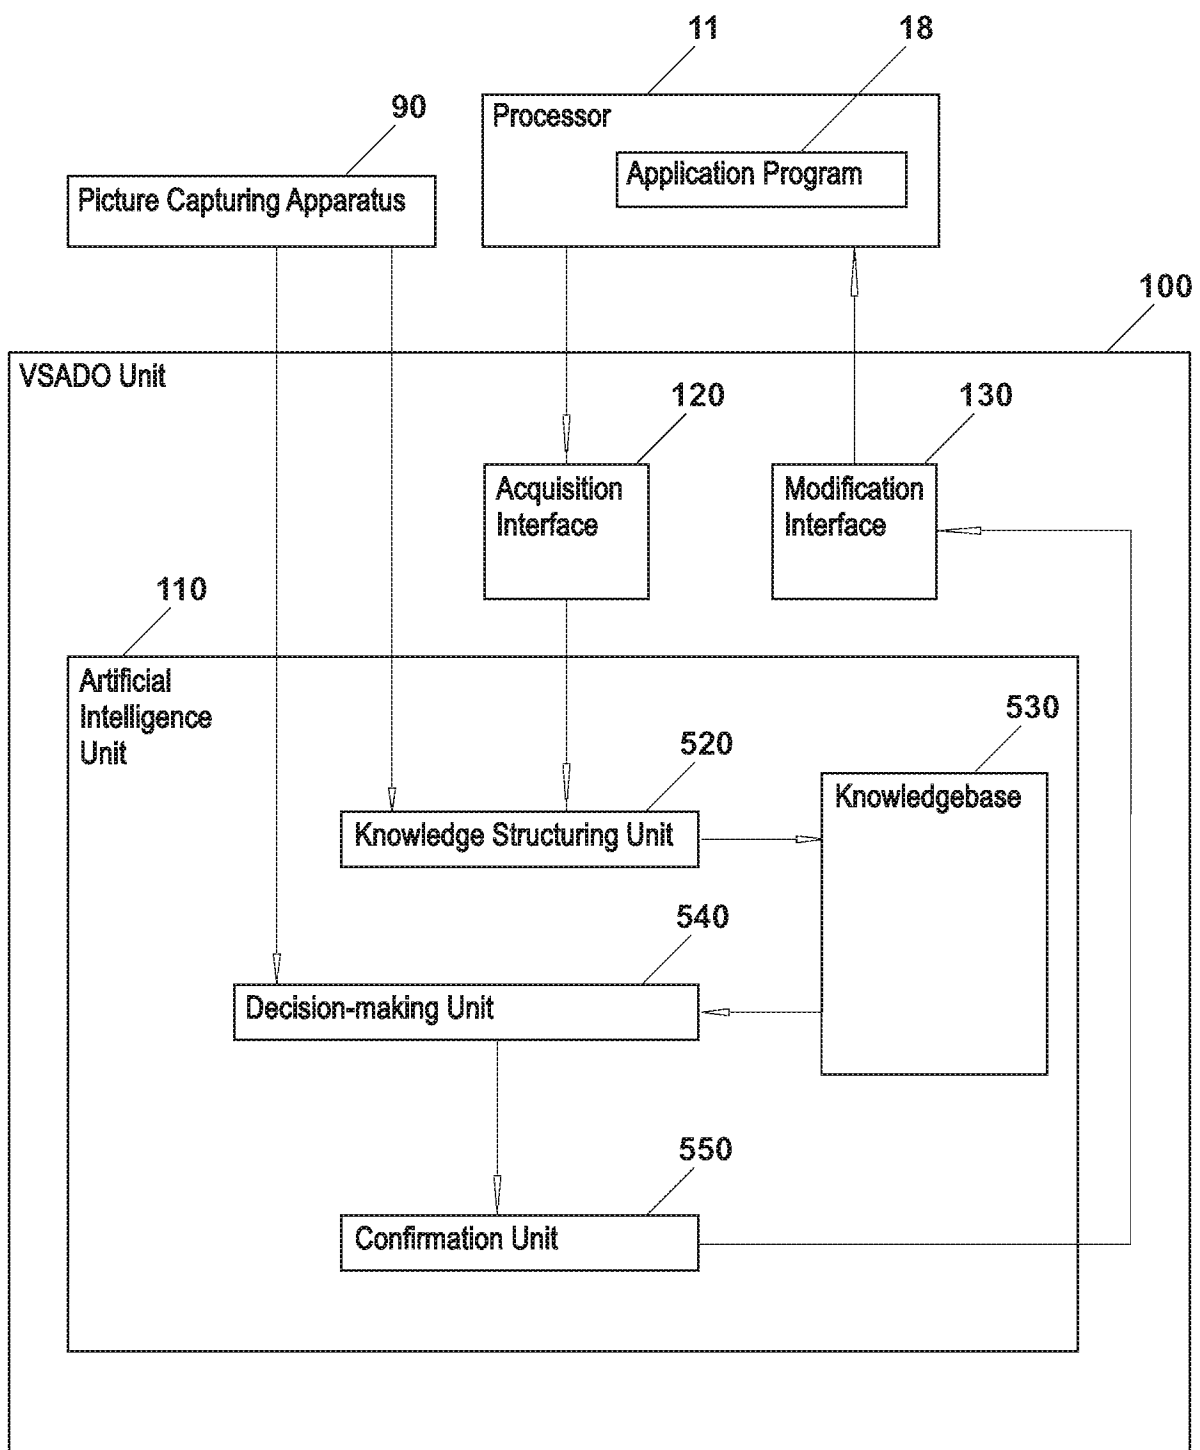 11
18
90
Processor
Application Program
Picture Capturing Apparatus
100
VSADO Unit
120
130
Acquisition
Interface
Modification
Interface
110
Artificial
Intelligence
Unit
520
530
Knowledge Structuring Unit
Knowledgebase
540
Decision-making Unit
550
Confirmation Unit